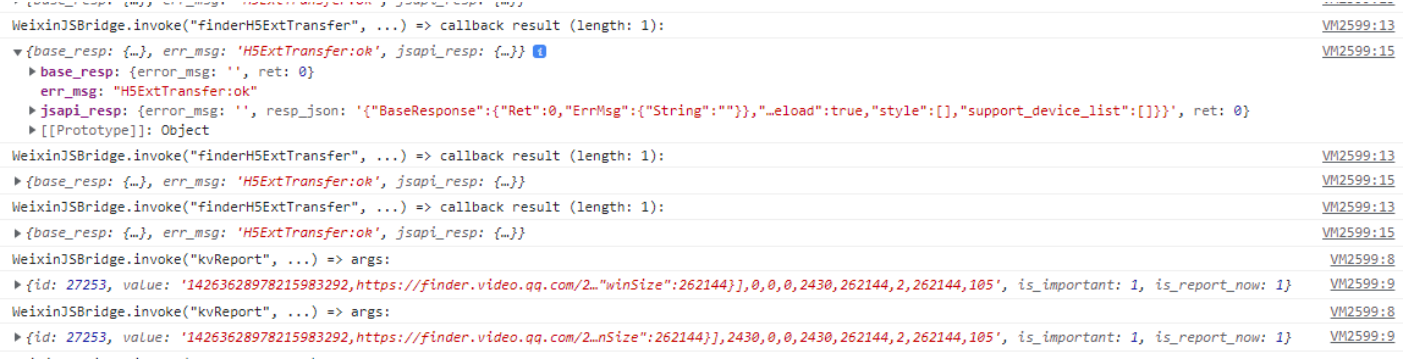 WeixinJSBridge.invoke("finderH5ExtTransfer", ...) => callback result (length: 1): VM2599:13
▼{base_resp: {…}, err_msg: 'H5ExtTransfer:ok', jsapi_resp: {…}} i VM2599:15
▶base_resp: {error_msg: '', ret: 0}
err_msg: "H5ExtTransfer:ok"
▶jsapi_resp: {error_msg: '', resp_json: '{"BaseResponse":{"Ret":0,"ErrMsg":{"String":""}},"…eload":true,"style":[],"support_device_list":[]}}', ret: 0}
▶[[Prototype]]: Object
WeixinJSBridge.invoke("finderH5ExtTransfer", ...) => callback result (length: 1): VM2599:13
▶{base_resp: {…}, err_msg: 'H5ExtTransfer:ok', jsapi_resp: {…}} VM2599:15
WeixinJSBridge.invoke("finderH5ExtTransfer", ...) => callback result (length: 1): VM2599:13
▶{base_resp: {…}, err_msg: 'H5ExtTransfer:ok', jsapi_resp: {…}} VM2599:15
WeixinJSBridge.invoke("kvReport", ...) => args: VM2599:8
▶{id: 27253, value: '14263628978215983292,https://finder.video.qq.com/2…"winSize":262144}],0,0,0,2430,262144,2,262144,105', is_important: 1, is_report_now: 1} VM2599:9
WeixinJSBridge.invoke("kvReport", ...) => args: VM2599:8
▶{id: 27253, value: '14263628978215983292,https://finder.video.qq.com/2…nSize":262144}],2430,0,0,2430,262144,2,262144,105', is_important: 1, is_report_now: 1} VM2599:9